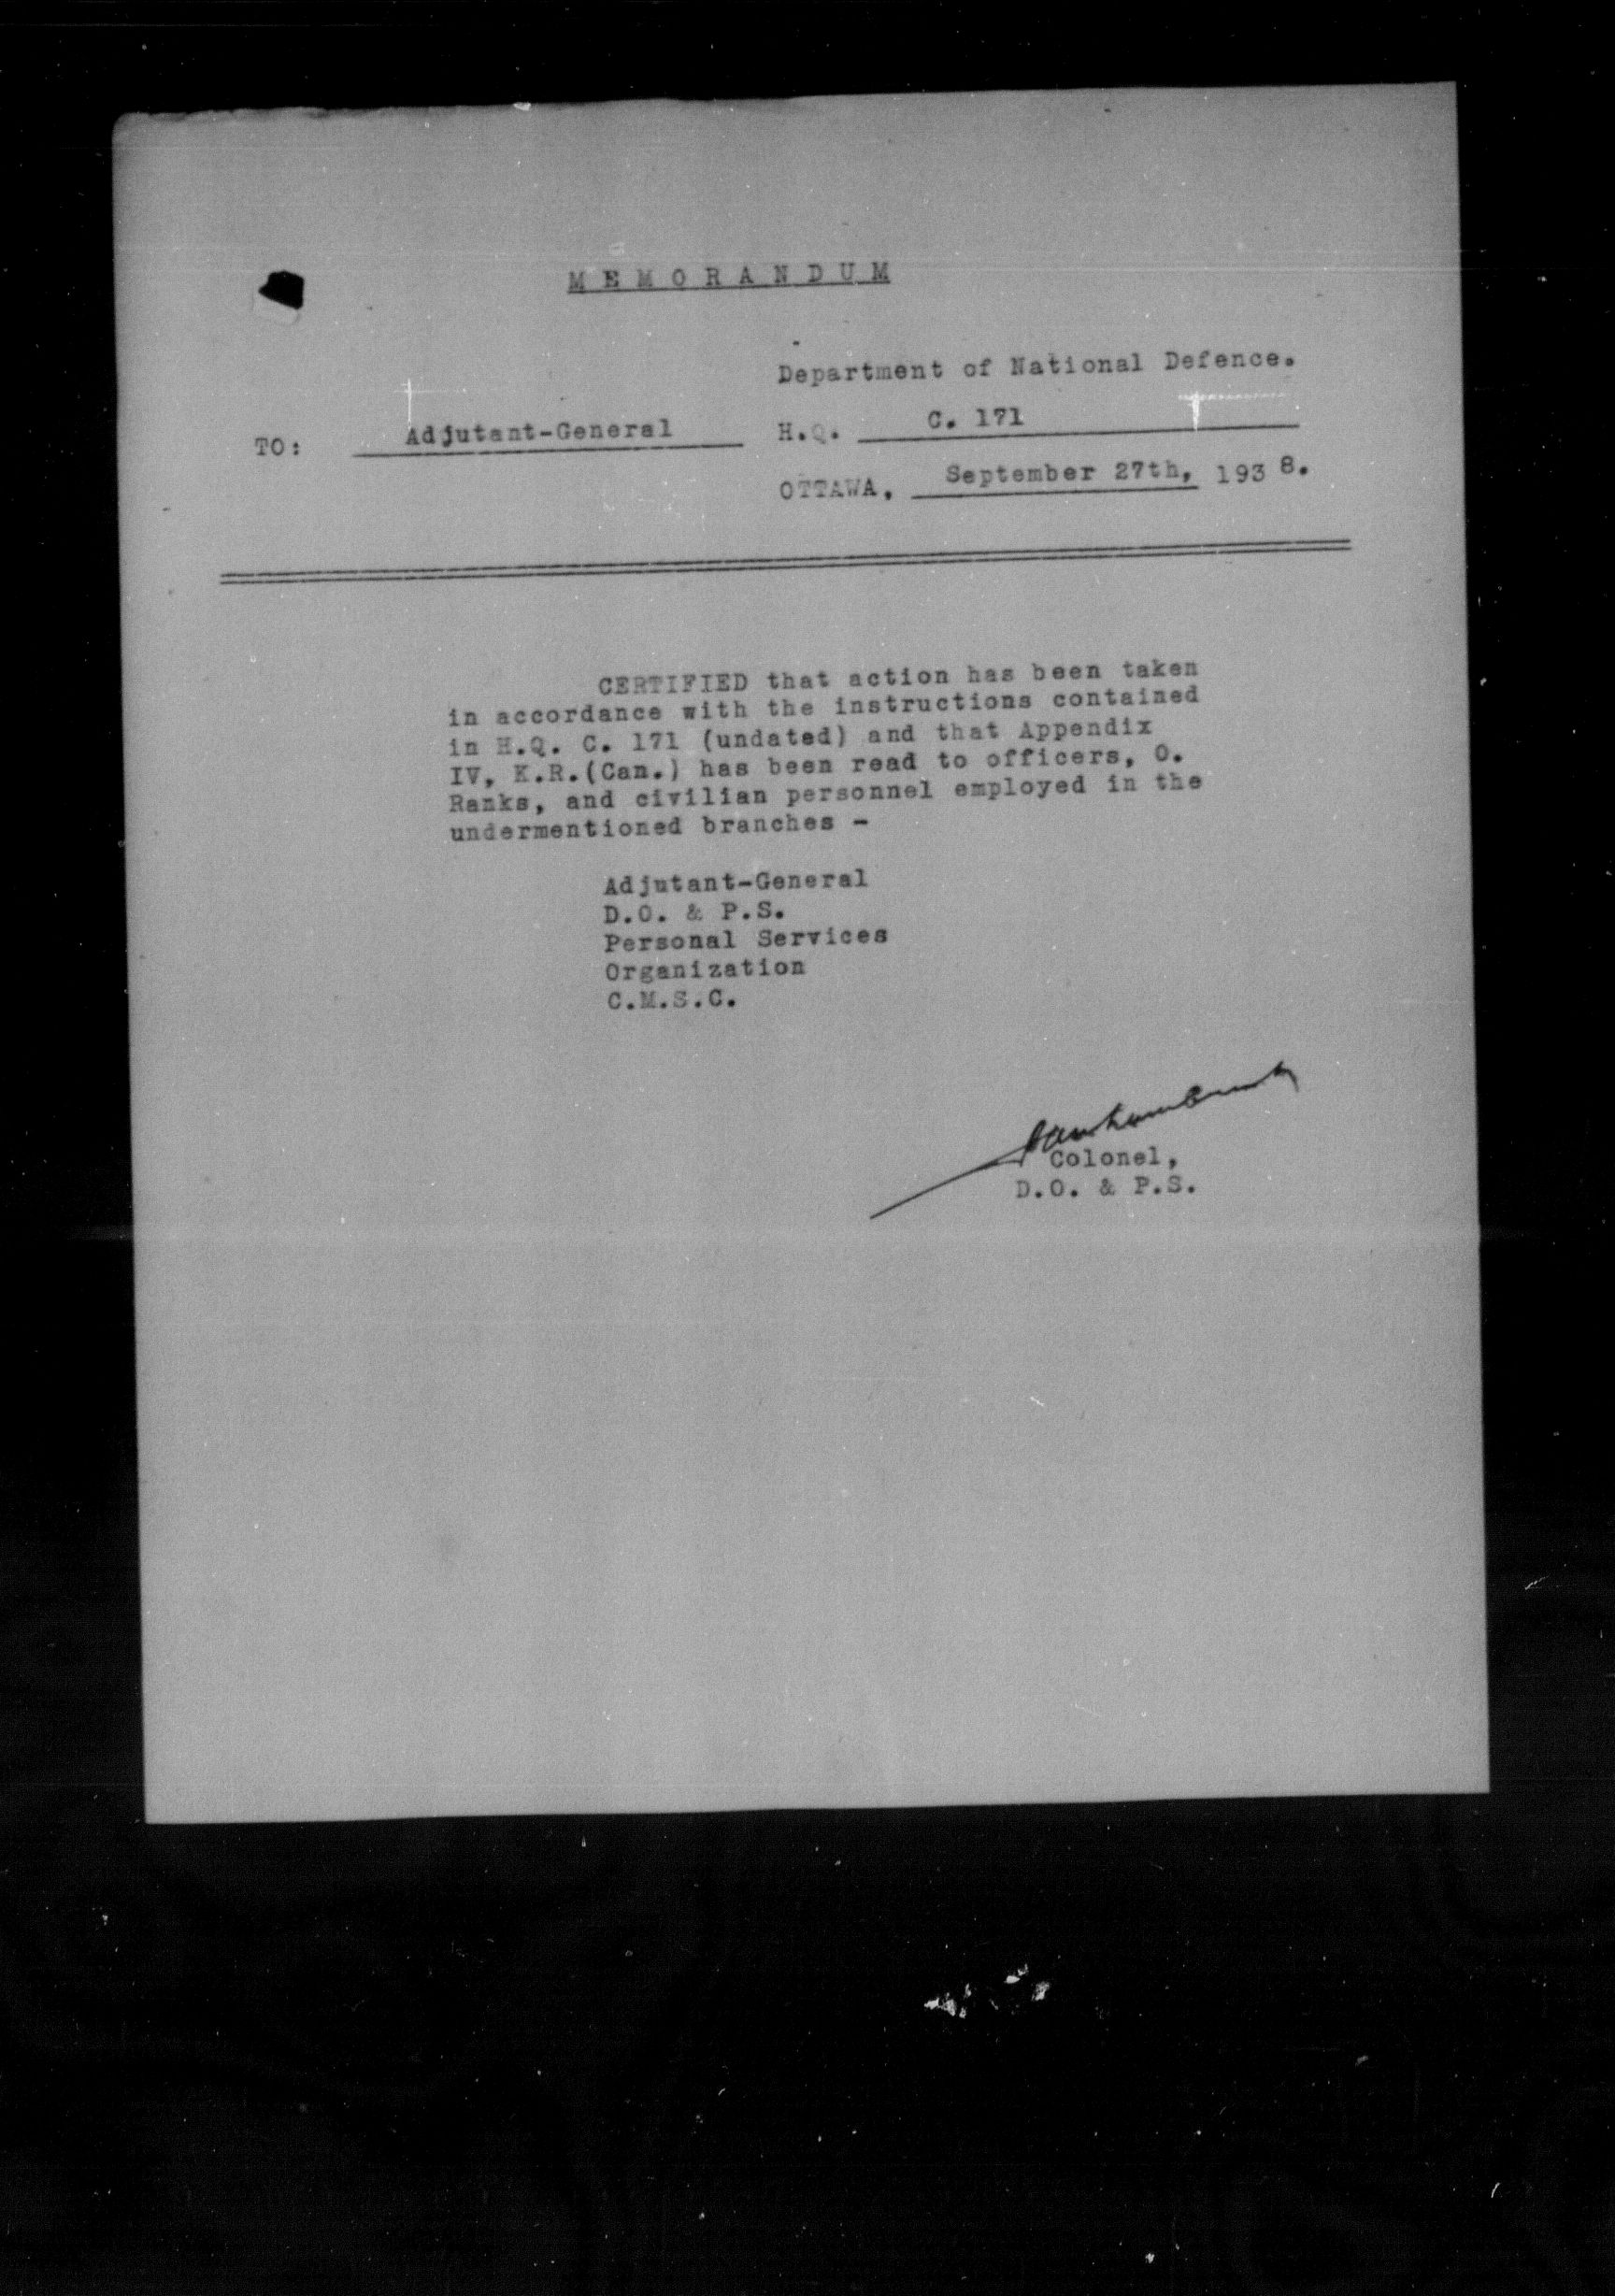 MEMORANDUM
Department of National Defence.
TO: Adjutant-General H.Q. C. 171
OTTAWA, September 27th, 1938.
CERTIFIED that action has been taken
in accordance with the instructions contained
in H.Q. C. 171 (undated) and that Appendix
IV, K.R.(Can.) has been read to officers, O.
Ranks, and civilian personnel employed in the
undermentioned branches -
Adjutant-General
D.O. & P.S.
Personal Services
Organization
C.M.S.C.
Colonel,
D.O. & P.S.